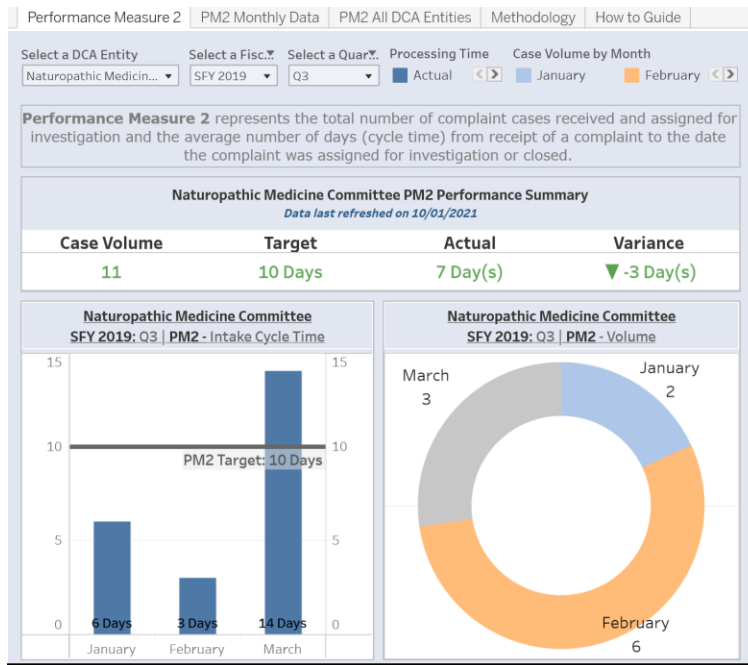 Performance Measure 2
PM2 Monthly Data
PM2 All DCA Entities
Methodology
How to Guide
Select a DCA Entity
Select a Fisc..
Select a Quar..
Processing Time
Case Volume by Month
Naturopathic Medicin...
SFY 2019
Q3
Actual
January
February
Performance Measure 2 represents the total number of complaint cases received and assigned for
investigation and the average number of days (cycle time) from receipt of a complaint to the date
the complaint was assigned for investigation or closed.
Naturopathic Medicine Committee PM2 Performance Summary
Data last refreshed on 10/01/2021
Case Volume
Target
Actual
Variance
11
10 Days
7 Day(s)
▼ -3 Day(s)
Naturopathic Medicine Committee
SFY 2019: Q3 | PM2 - Intake Cycle Time
15
15
10
10
PM2 Target: 10 Days
5
5
0
6 Days
3 Days
14 Days
0
January
February
March
Naturopathic Medicine Committee
SFY 2019: Q3 | PM2 - Volume
January
2
March
3
February
6